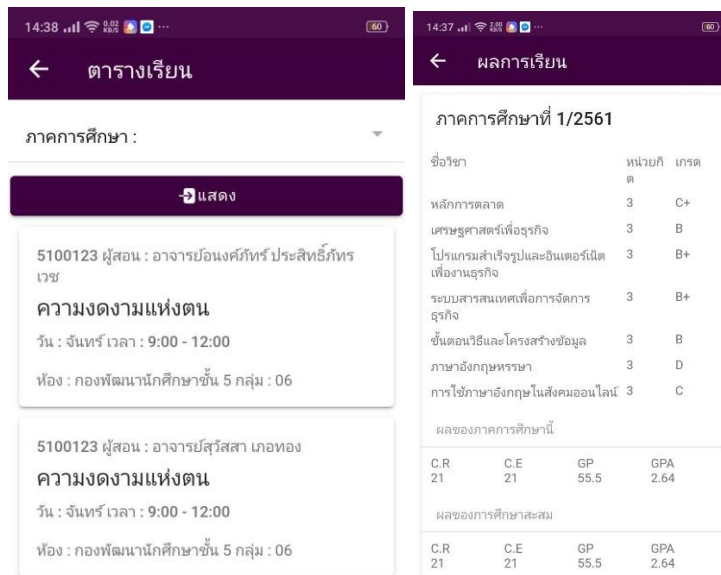 14:38
0.02 KB/S
60
ตารางเรียน
ภาคการศึกษา :
แสดง
5100123 ผู้สอน : อาจารย์อนงค์ภัทร์ ประสิทธิ์ภัทร
เวช
ความงดงามแห่งตน
วัน : จันทร์ เวลา : 9:00 - 12:00
ห้อง : กองพัฒนานักศึกษาชั้น 5 กลุ่ม : 06
5100123 ผู้สอน : อาจารย์สุวัสสา เภอทอง
ความงดงามแห่งตน
วัน : จันทร์ เวลา : 9:00 - 12:00
ห้อง : กองพัฒนานักศึกษาชั้น 5 กลุ่ม : 06
14:37
60
ผลการเรียน
ภาคการศึกษาที่ 1/2561
ชื่อวิชา หน่วยกิ เกรด
ต
หลักการตลาด 3 C+
เศรษฐศาสตร์เพื่อธุรกิจ 3 B
โปรแกรมสำเร็จรูปและอินเตอร์เน็ต 3 B+
เพื่องานธุรกิจ
ระบบสารสนเทศเพื่อการจัดการ 3 B+
ธุรกิจ
ขั้นตอนวิธีและโครงสร้างข้อมูล 3 B
ภาษาอังกฤษหรรษา 3 D
การใช้ภาษาอังกฤษในสังคมออนไลน์ 3 C
ผลของภาคการศึกษานี้
C.R C.E GP GPA
21 21 55.5 2.64
ผลของการศึกษาสะสม
C.R C.E GP GPA
21 21 55.5 2.64